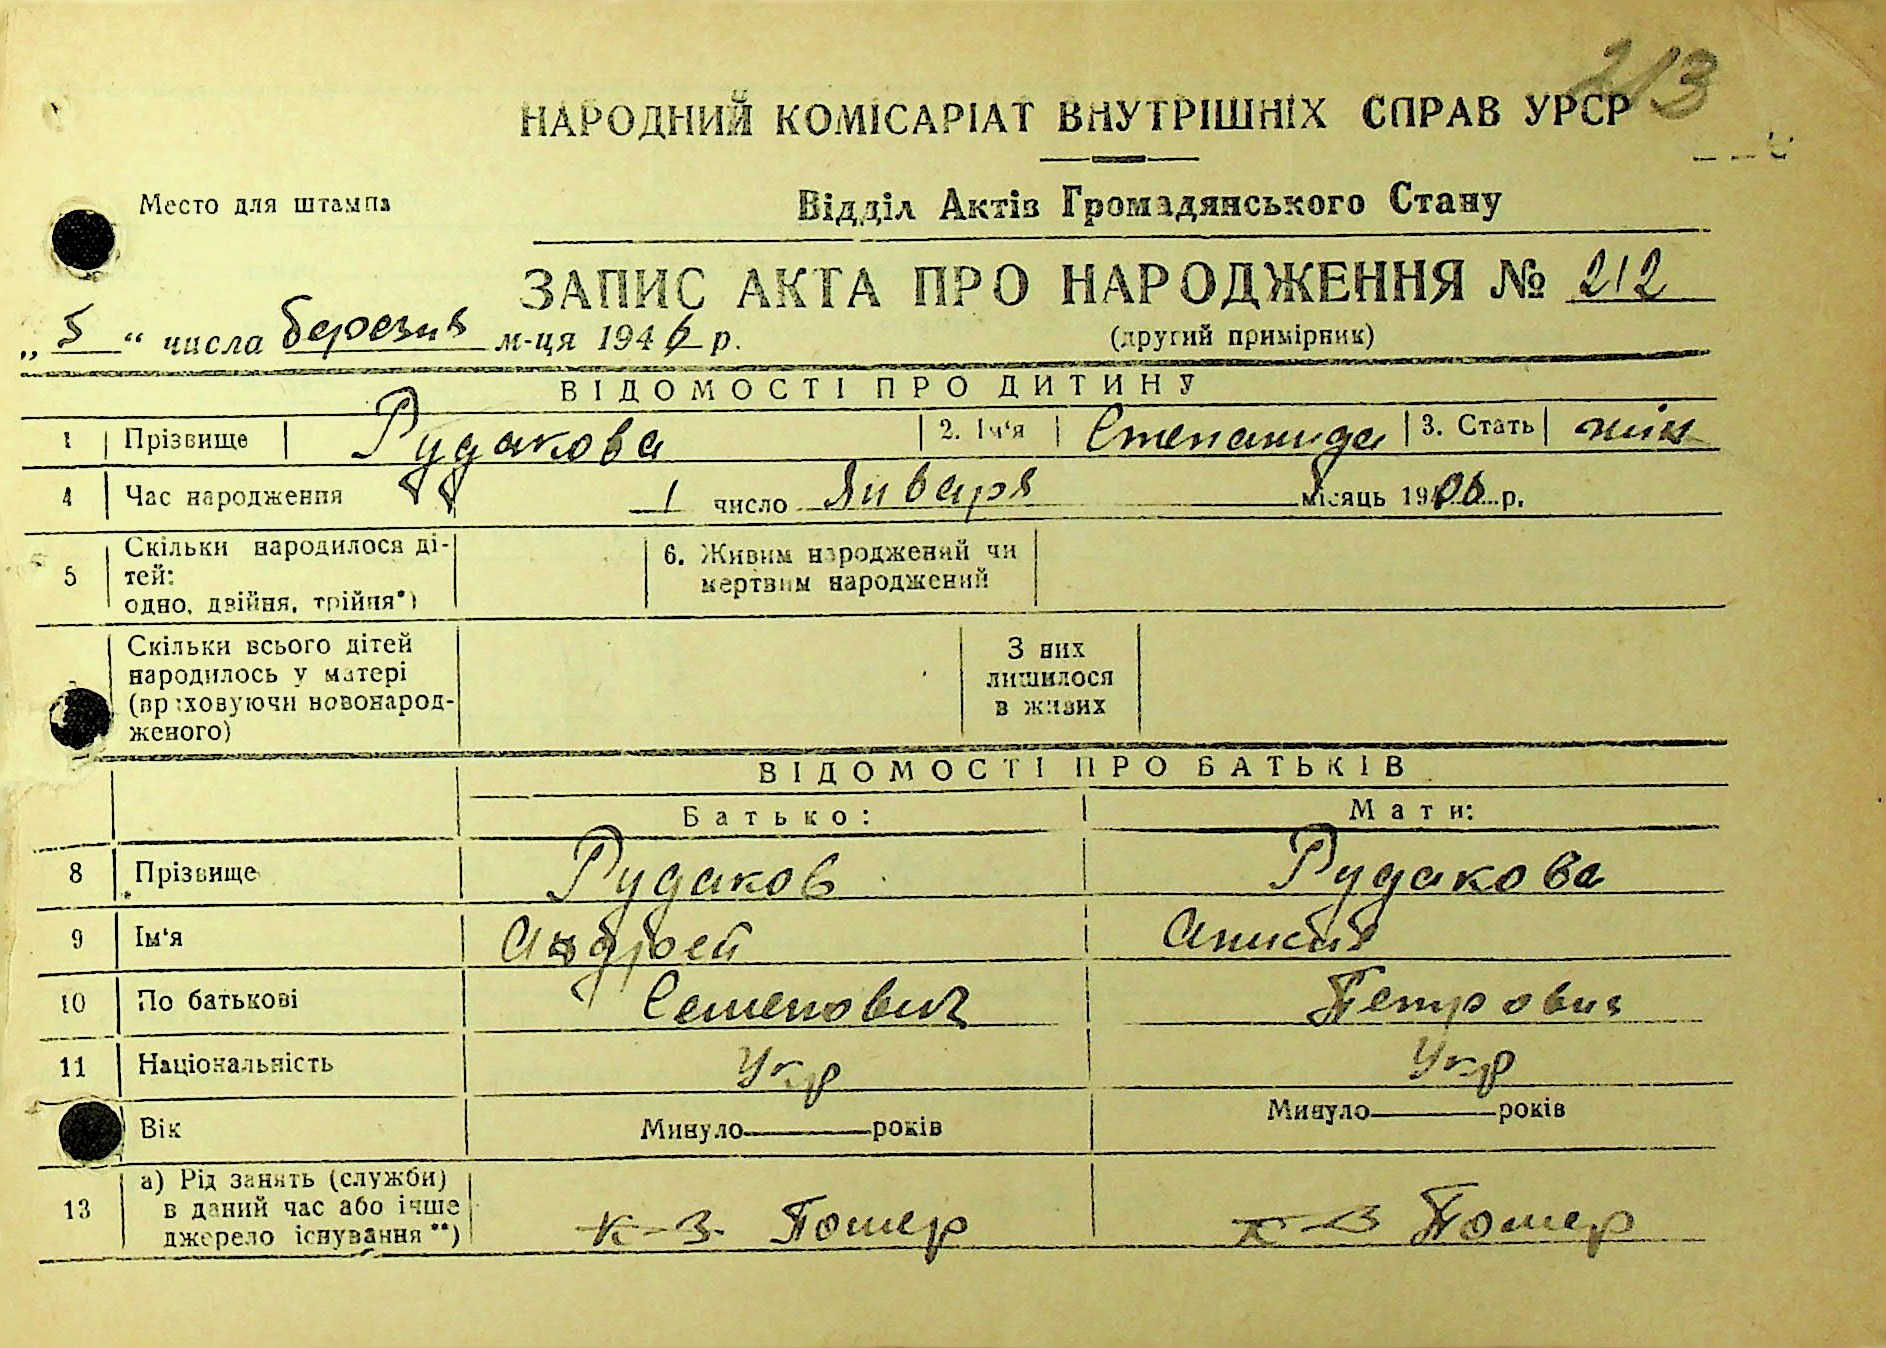 213
НАРОДНИЙ КОМІСАРІАТ ВНУТРІШНІХ СПРАВ УРСР
Место для штампа
Відділ Актів Громадянського Стану
ЗАПИС АКТА ПРО НАРОДЖЕННЯ № 212
„ 5 “ числа березня м-ця 1946 р. (другий примірник)
ВІДОМОСТІ ПРО ДИТИНУ
1 Прізвище Рудакова 2. Ім'я Степанида 3. Стать жін
4 Час народження 1 число Января місяць 1906 р.
5 Скільки народилося ді-
тей:
одно, двійня, трійня*)
6. Живим народжений чи
мертвим народжений
Скільки всього дітей
народилось у матері
(враховуючи новонарод-
женого)
З них
лишилося
в живих
ВІДОМОСТІ ПРО БАТЬКІВ
Батько: Мати:
8 Прізвище Рудаков Рудакова
9 Ім'я Андрей
10 По батькові Семенович Петровна
11 Національність Укр Укр
Вік Минуло років Минуло років
13 а) Рід занять (служби)
в даний час або інше
джерело існування **)
к-з Помер к-з Помер